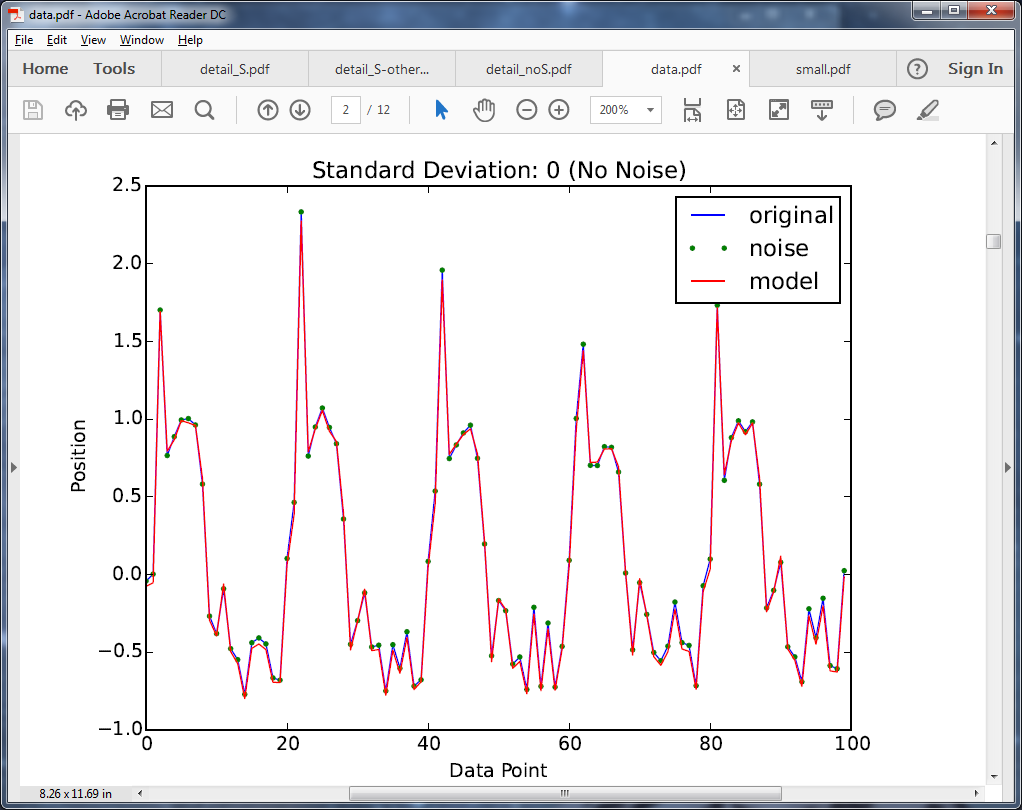 data.pdf - Adobe Acrobat Reader DC
File Edit View Window Help
Home Tools detail_S.pdf detail_S-other... detail_noS.pdf data.pdf × small.pdf ? Sign In
2 / 12 200%
Standard Deviation: 0 (No Noise)
2.5
2.0
1.5
1.0
0.5
0.0
−0.5
−1.0
Position
original
noise
model
0 20 40 60 80 100
Data Point
8.26 x 11.69 in